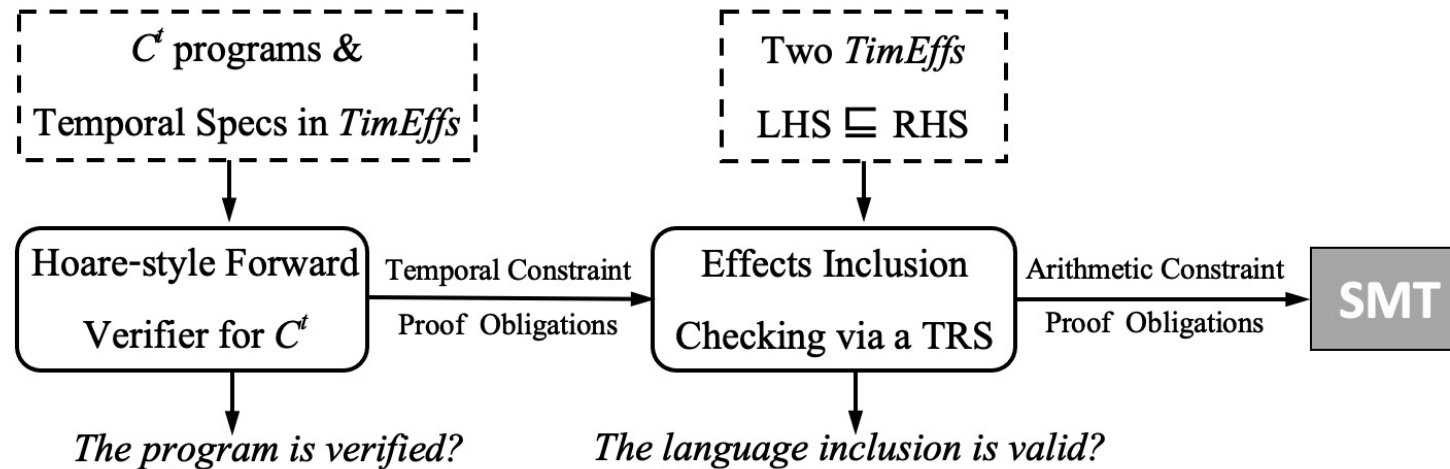 C^t programs &
Temporal Specs in TimEffs
Two TimEffs
LHS ⊑ RHS
Hoare-style Forward
Verifier for C^t
Temporal Constraint
Proof Obligations
Effects Inclusion
Checking via a TRS
Arithmetic Constraint
Proof Obligations
SMT
The program is verified?
The language inclusion is valid?